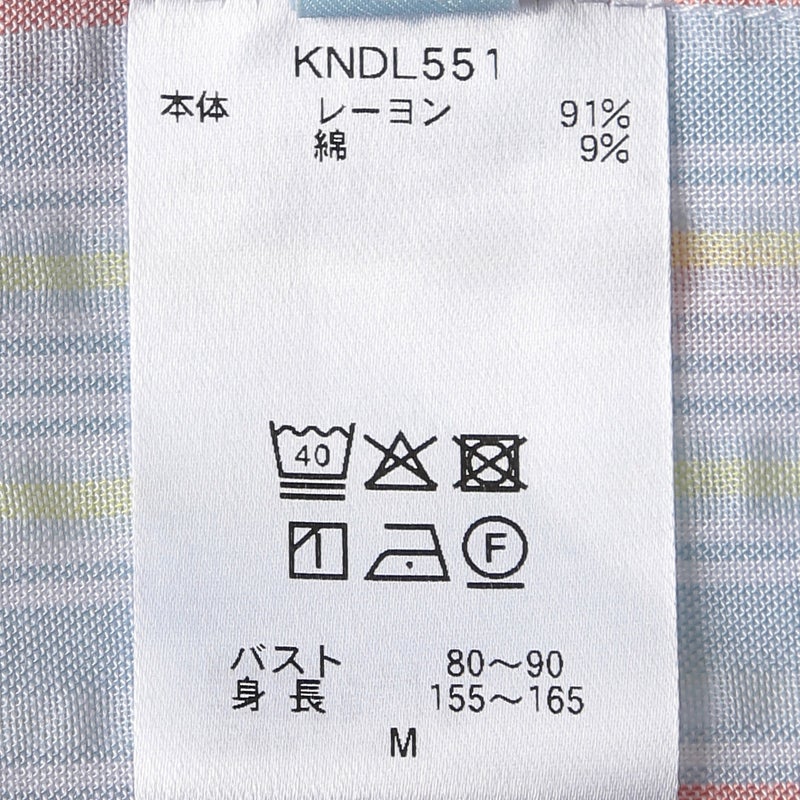 KNDL551
本体 レーヨン 91%
綿 9%
40
F
バスト 80〜90
身長 155〜165
M